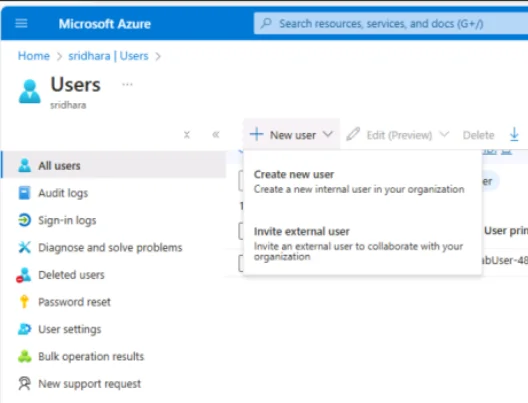 Microsoft Azure
Search resources, services, and docs (G+/)
Home > sridhara | Users >
Users ...
sridhara
« New user Edit (Preview) Delete
All users
Audit logs
Sign-in logs
Diagnose and solve problems
Deleted users
Password reset
User settings
Bulk operation results
New support request
Create new user
Create a new internal user in your organization
Invite external user
Invite an external user to collaborate with your
organization
er
User prin
abUser-48